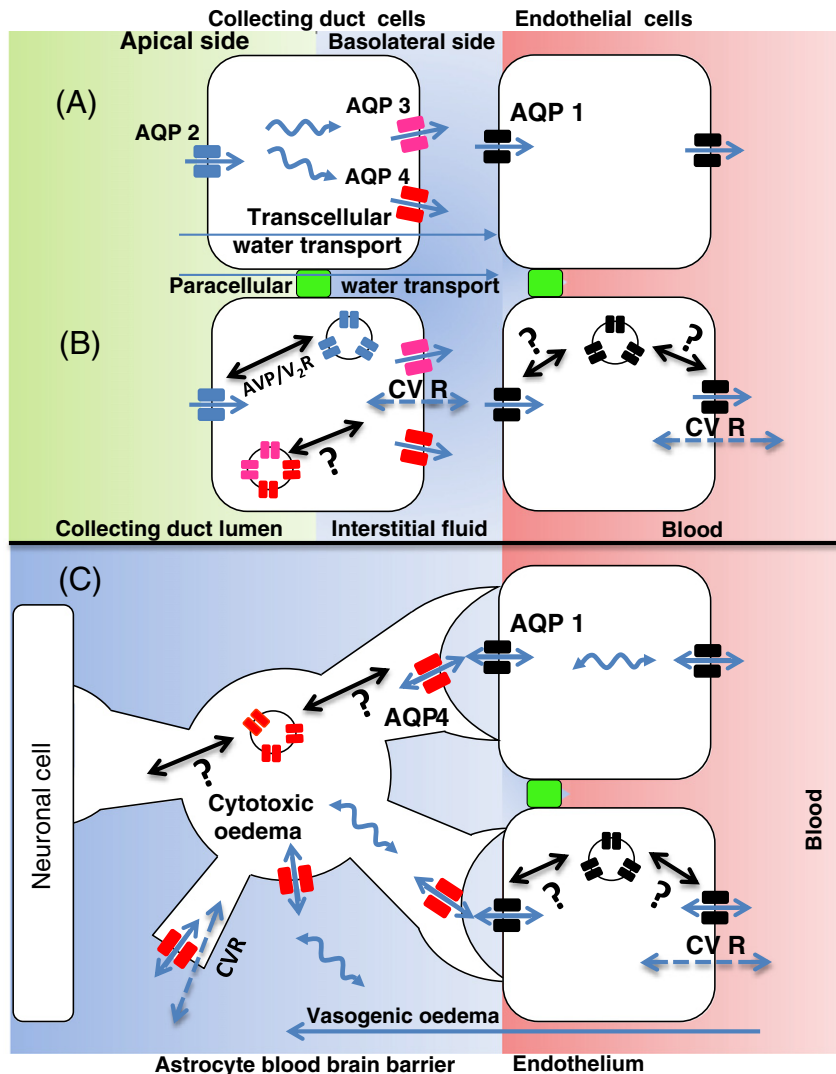 Collecting duct cells
Endothelial cells
Apical side
Basolateral side
(A)
AQP 2
AQP 3
AQP 4
AQP 1
Transcellular
water transport
Paracellular
water transport
(B)
AVP/V₂R
CV R
?
?
?
CV R
Collecting duct lumen
Interstitial fluid
Blood
(C)
Neuronal cell
AQP 1
AQP4
?
?
Cytotoxic
oedema
CVR
?
?
CV R
Blood
Vasogenic oedema
Astrocyte blood brain barrier
Endothelium